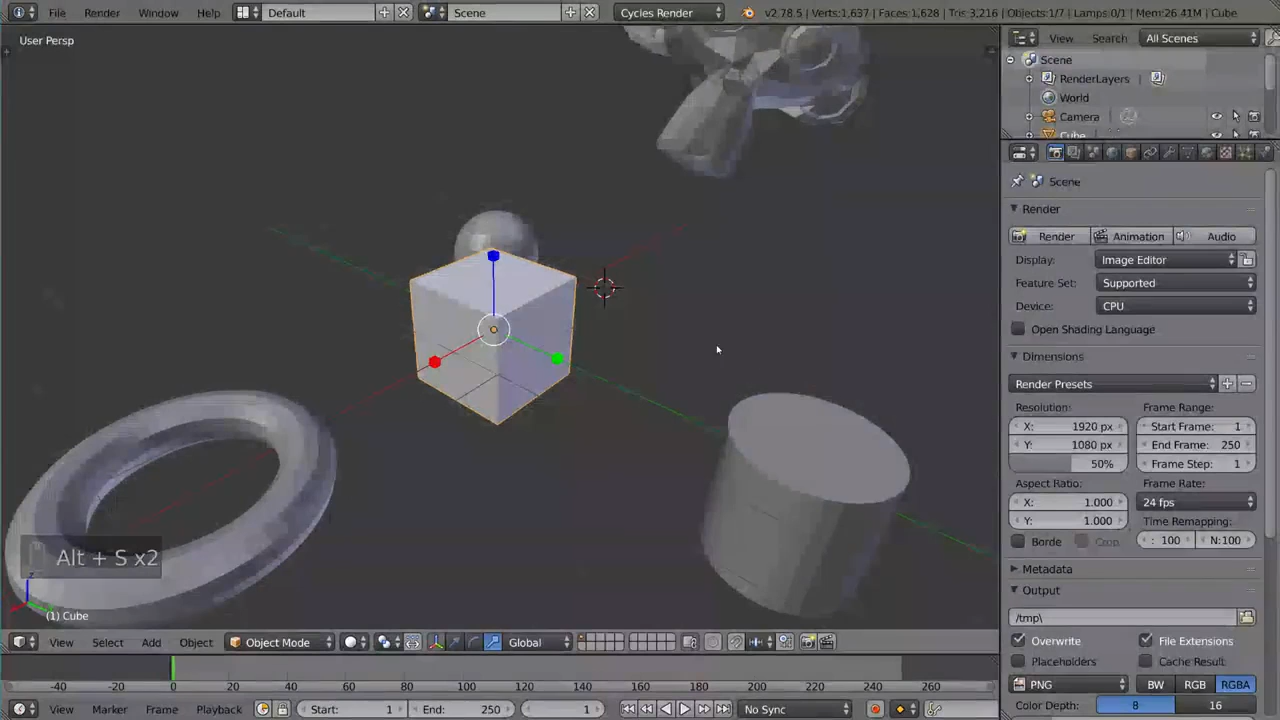 File Render Window Help Default Scene Cycles Render v2.78.5 | Verts:1,637 | Faces:1,628 | Tris:3,216 | Objects:1/7 | Lamps:0/1 | Mem:26.41M | Cube
User Persp
View Search All Scenes
Scene
RenderLayers
World
Camera
Cube
Scene
Render
Render Animation Audio
Display: Image Editor
Feature Set: Supported
Device: CPU
Open Shading Language
Dimensions
Render Presets
Resolution: Frame Range:
X: 1920 px Start Frame: 1
Y: 1080 px End Frame: 250
50% Frame Step: 1
Aspect Ratio: Frame Rate:
X: 1.000 24 fps
Y: 1.000 Time Remapping:
Borde Crop : 100 N:100
Metadata
Output
/tmp\
Overwrite File Extensions
Placeholders Cache Result
PNG BW RGB RGBA
Color Depth: 8 16
Alt + S x2
z
(1) Cube
View Select Add Object Object Mode Global
-40 -20 0 20 40 60 80 100 120 140 160 180 200 220 240 260
View Marker Frame Playback Start: 1 End: 250 1 No Sync